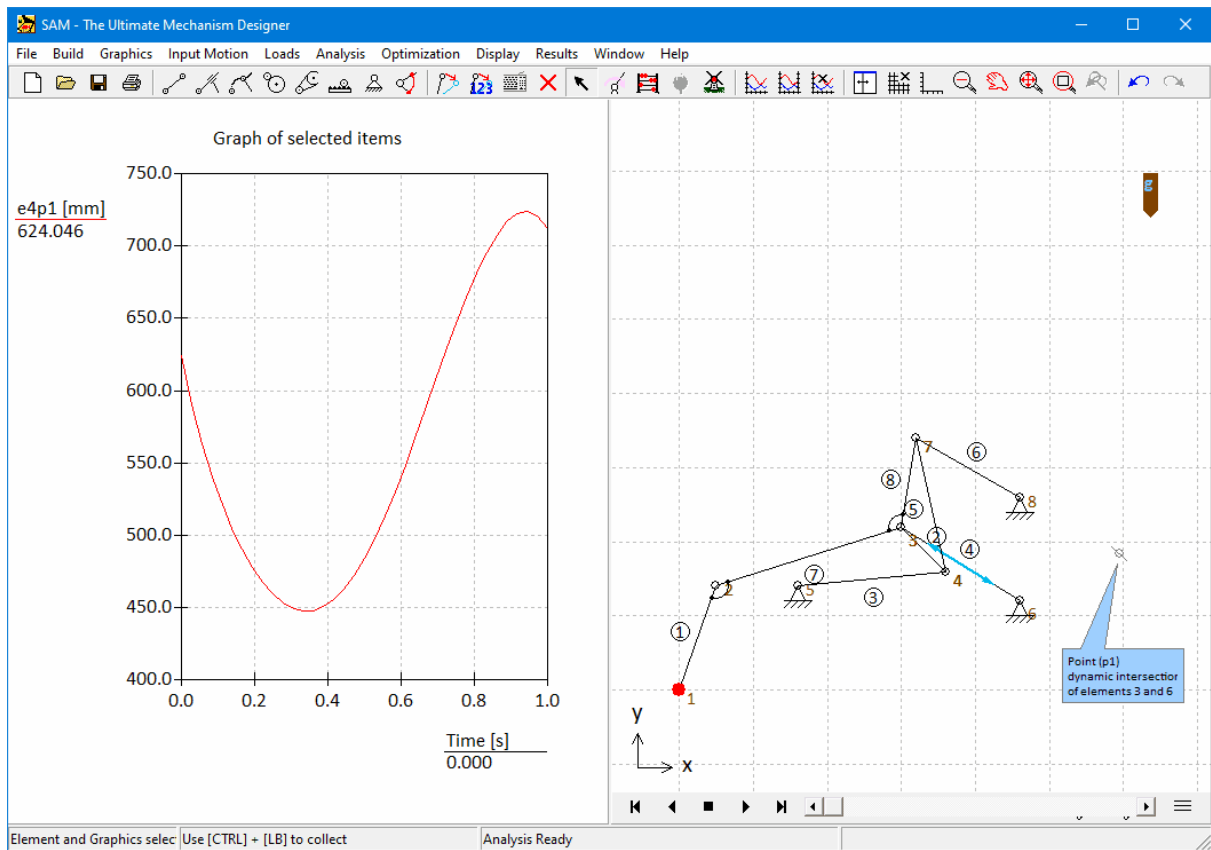 SAM - The Ultimate Mechanism Designer
File Build Graphics Input Motion Loads Analysis Optimization Display Results Window Help
123
Graph of selected items
e4p1 [mm]
624.046
750.0
700.0
650.0
600.0
550.0
500.0
450.0
400.0
0.0 0.2 0.4 0.6 0.8 1.0
Time [s]
0.000
g
7
6
8
8
5
3
2
4
4
2
7
5
3
6
1
1
Point (p1)
dynamic intersection
of elements 3 and 6
y
x
Element and Graphics selec Use [CTRL] + [LB] to collect Analysis Ready